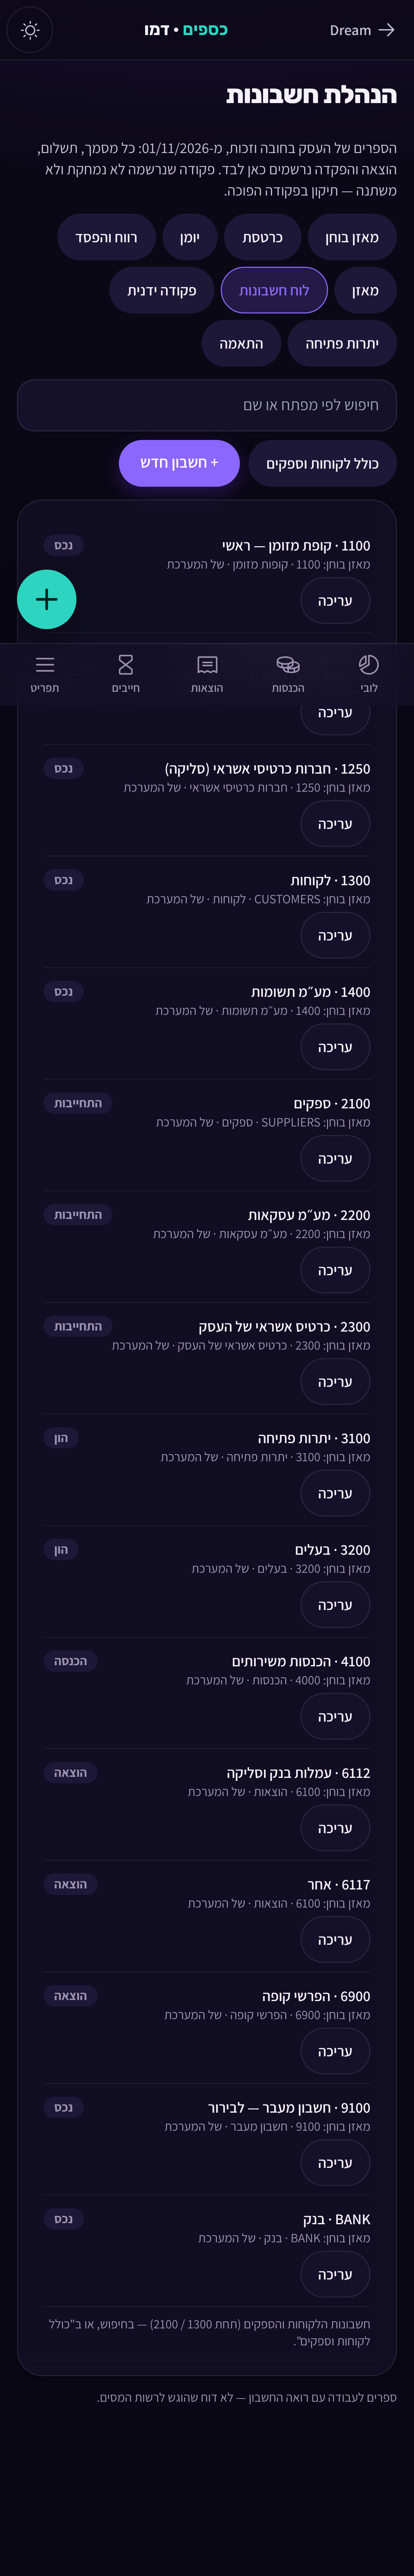 Dream
כספים • דמו
הנהלת חשבונות
הספרים של העסק בחובה וזכות, מ-01/11/2026: כל מסמך, תשלום,
הוצאה והפקדה נרשמים כאן לבד. פקודה שנרשמה לא נמחקת ולא
משתנה — תיקון בפקודה הפוכה.
מאזן בוחן
כרטסת
יומן
רווח והפסד
מאזן
לוח חשבונות
פקודה ידנית
יתרות פתיחה
התאמה
חיפוש לפי מפתח או שם
כולל לקוחות וספקים
+ חשבון חדש
1100 · קופת מזומן — ראשי
נכס
מאזן בוחן: 1100 · קופות מזומן · של המערכת
עריכה
לובי
הכנסות
הוצאות
חייבים
תפריט
עריכה
1250 · חברות כרטיסי אשראי (סליקה)
נכס
מאזן בוחן: 1250 · חברות כרטיסי אשראי · של המערכת
עריכה
1300 · לקוחות
נכס
מאזן בוחן: CUSTOMERS · לקוחות · של המערכת
עריכה
1400 · מע״מ תשומות
נכס
מאזן בוחן: 1400 · מע״מ תשומות · של המערכת
עריכה
2100 · ספקים
התחייבות
מאזן בוחן: SUPPLIERS · ספקים · של המערכת
עריכה
2200 · מע״מ עסקאות
התחייבות
מאזן בוחן: 2200 · מע״מ עסקאות · של המערכת
עריכה
2300 · כרטיס אשראי של העסק
התחייבות
מאזן בוחן: 2300 · כרטיס אשראי של העסק · של המערכת
עריכה
3100 · יתרות פתיחה
הון
מאזן בוחן: 3100 · יתרות פתיחה · של המערכת
עריכה
3200 · בעלים
הון
מאזן בוחן: 3200 · בעלים · של המערכת
עריכה
4100 · הכנסות משירותים
הכנסה
מאזן בוחן: 4000 · הכנסות · של המערכת
עריכה
6112 · עמלות בנק וסליקה
הוצאה
מאזן בוחן: 6100 · הוצאות · של המערכת
עריכה
6117 · אחר
הוצאה
מאזן בוחן: 6100 · הוצאות · של המערכת
עריכה
6900 · הפרשי קופה
הוצאה
מאזן בוחן: 6900 · הפרשי קופה · של המערכת
עריכה
9100 · חשבון מעבר — לבירור
נכס
מאזן בוחן: 9100 · חשבון מעבר · של המערכת
עריכה
BANK · בנק
נכס
מאזן בוחן: BANK · בנק · של המערכת
עריכה
חשבונות הלקוחות והספקים (תחת 1300 / 2100) — בחיפוש, או ב"כולל
לקוחות וספקים".
ספרים לעבודה עם רואה החשבון — לא דוח שהוגש לרשות המסים.